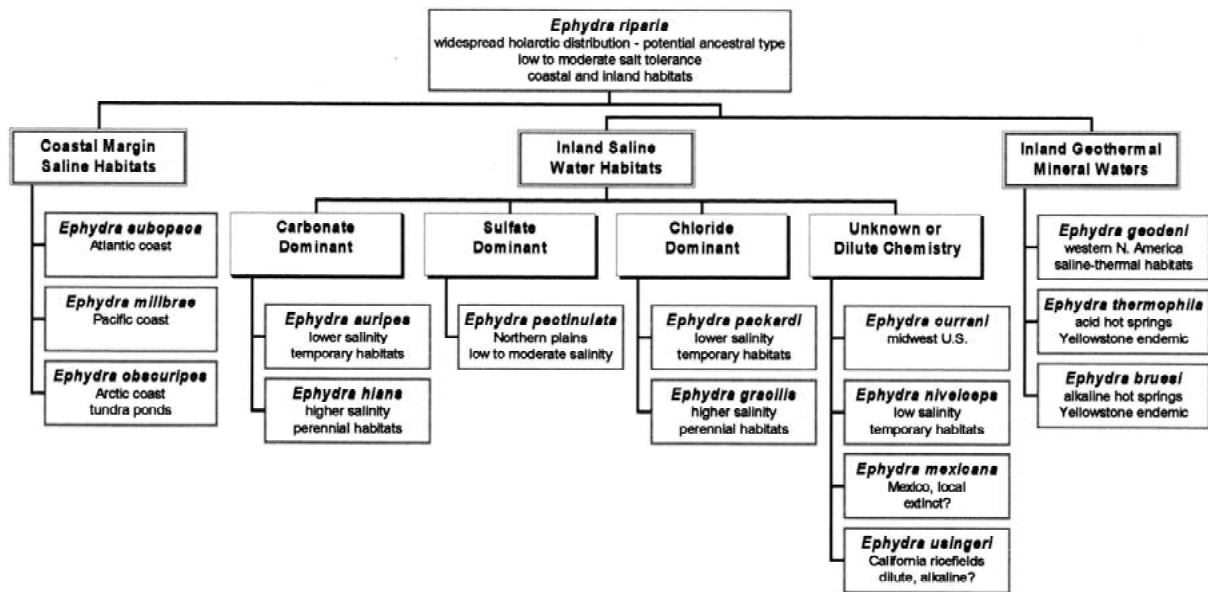 Ephydra riparia
widespread holarctic distribution - potential ancestral type
low to moderate salt tolerance
coastal and inland habitats
Coastal Margin
Saline Habitats
Ephydra subopaca
Atlantic coast
Ephydra millbrae
Pacific coast
Ephydra obscuripes
Arctic coast
tundra ponds
Inland Saline
Water Habitats
Carbonate
Dominant
Ephydra auripes
lower salinity
temporary habitats
Ephydra hians
higher salinity
perennial habitats
Sulfate
Dominant
Ephydra pectinulata
Northern plains
low to moderate salinity
Chloride
Dominant
Ephydra packardi
lower salinity
temporary habitats
Ephydra gracilis
higher salinity
perennial habitats
Unknown or
Dilute Chemistry
Ephydra currani
midwest U.S.
Ephydra niveiceps
low salinity
temporary habitats
Ephydra mexicana
Mexico, local
extinct?
Ephydra usingeri
California ricefields
dilute, alkaline?
Inland Geothermal
Mineral Waters
Ephydra geodeni
western N. America
saline-thermal habitats
Ephydra thermophila
acid hot springs
Yellowstone endemic
Ephydra bruesi
alkaline hot springs
Yellowstone endemic